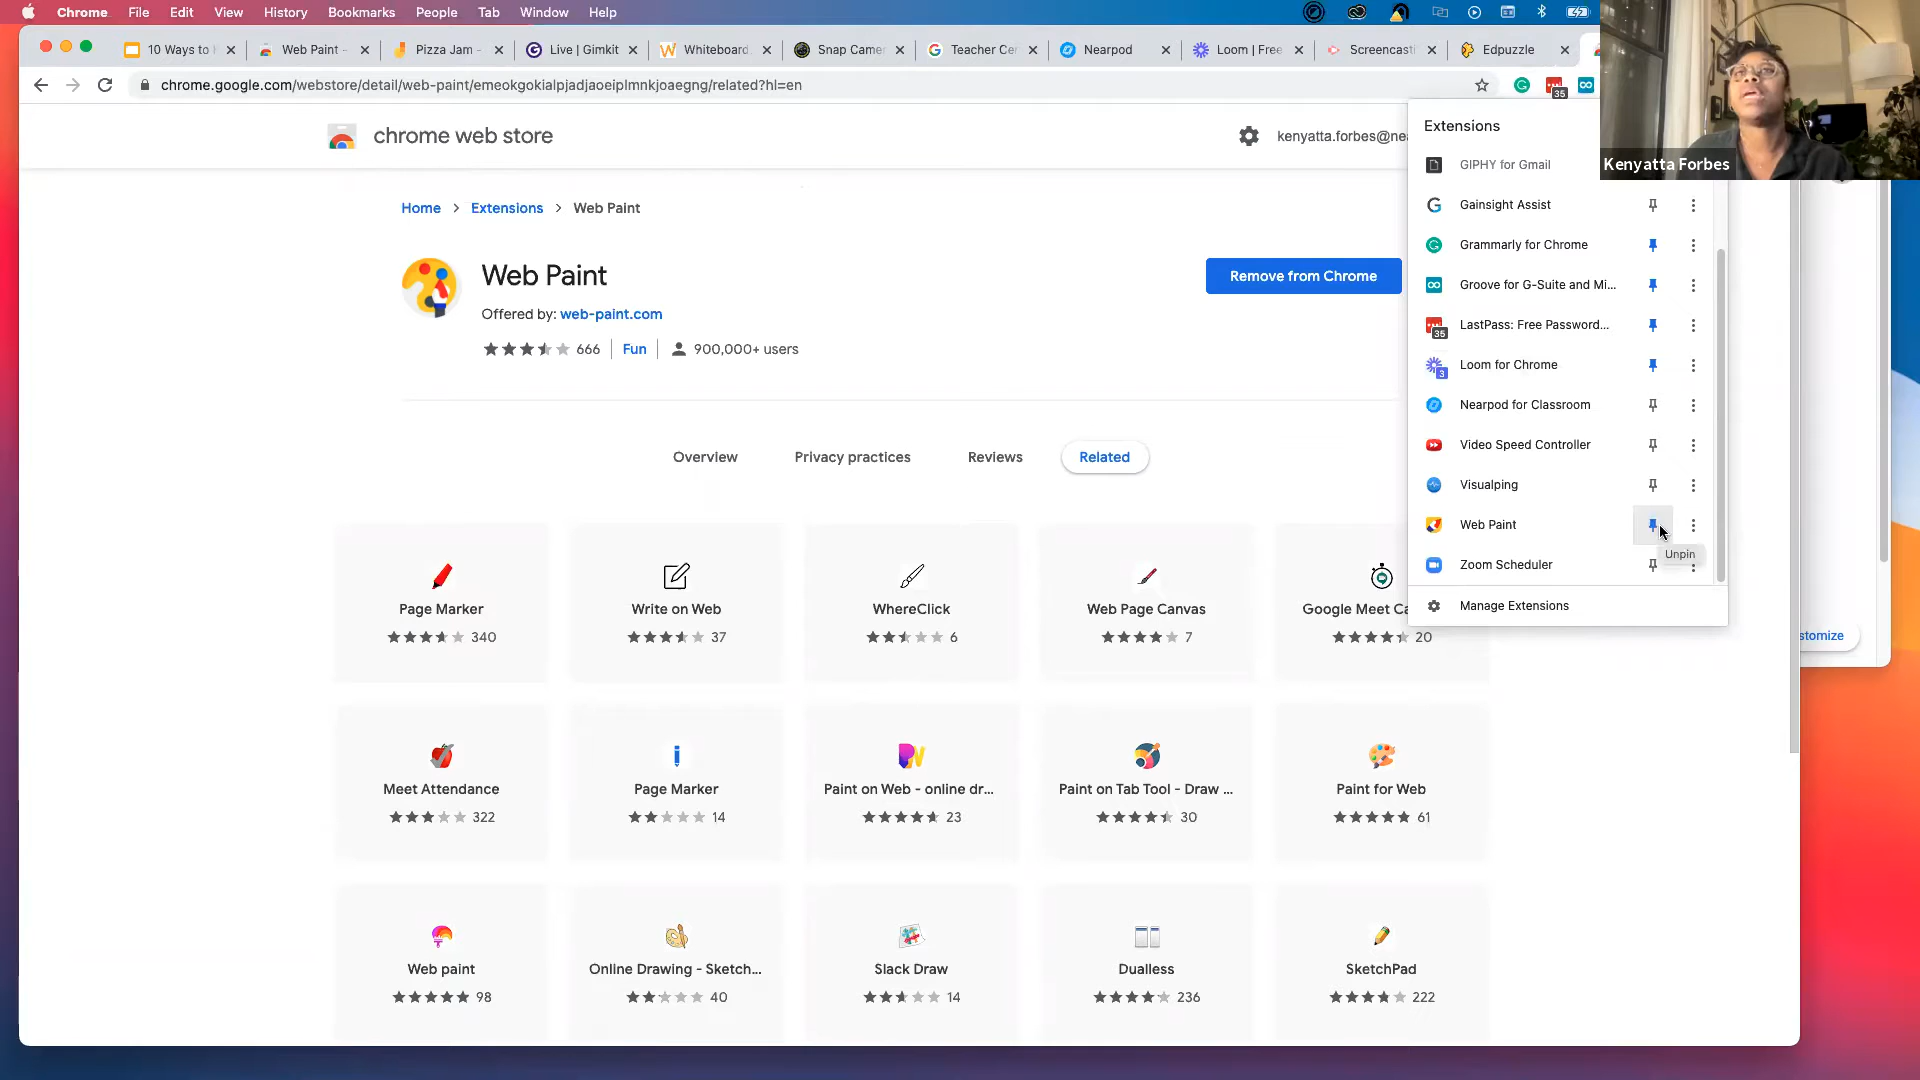 Chrome File Edit View History Bookmarks People Tab Window Help
10 Ways to Web Paint - Pizza Jam - Live | Gimkit Whiteboard. Snap Camer Teacher Cer Nearpod Loom | Free Screencasti Edpuzzle
chrome.google.com/webstore/detail/web-paint/emeokgokialpjadjaoeiplmnkjoaegng/related?hl=en
35
chrome web store
kenyatta.forbes@nea
Home > Extensions > Web Paint
Web Paint
Remove from Chrome
Offered by: web-paint.com
666 Fun 900,000+ users
Overview Privacy practices Reviews Related
Page Marker Write on Web WhereClick Web Page Canvas Google Meet Ca
340 37 6 7 20
Meet Attendance Page Marker Paint on Web - online dr... Paint on Tab Tool - Draw ... Paint for Web
322 14 23 30 61
Web paint Online Drawing - Sketch... Slack Draw Dualless SketchPad
98 40 14 236 222
Extensions
GIPHY for Gmail
Gainsight Assist
Grammarly for Chrome
Groove for G-Suite and Mi...
LastPass: Free Password...
35
Loom for Chrome
3
Nearpod for Classroom
Video Speed Controller
Visualping
Web Paint
Unpin
Zoom Scheduler
Manage Extensions
Kenyatta Forbes
stomize